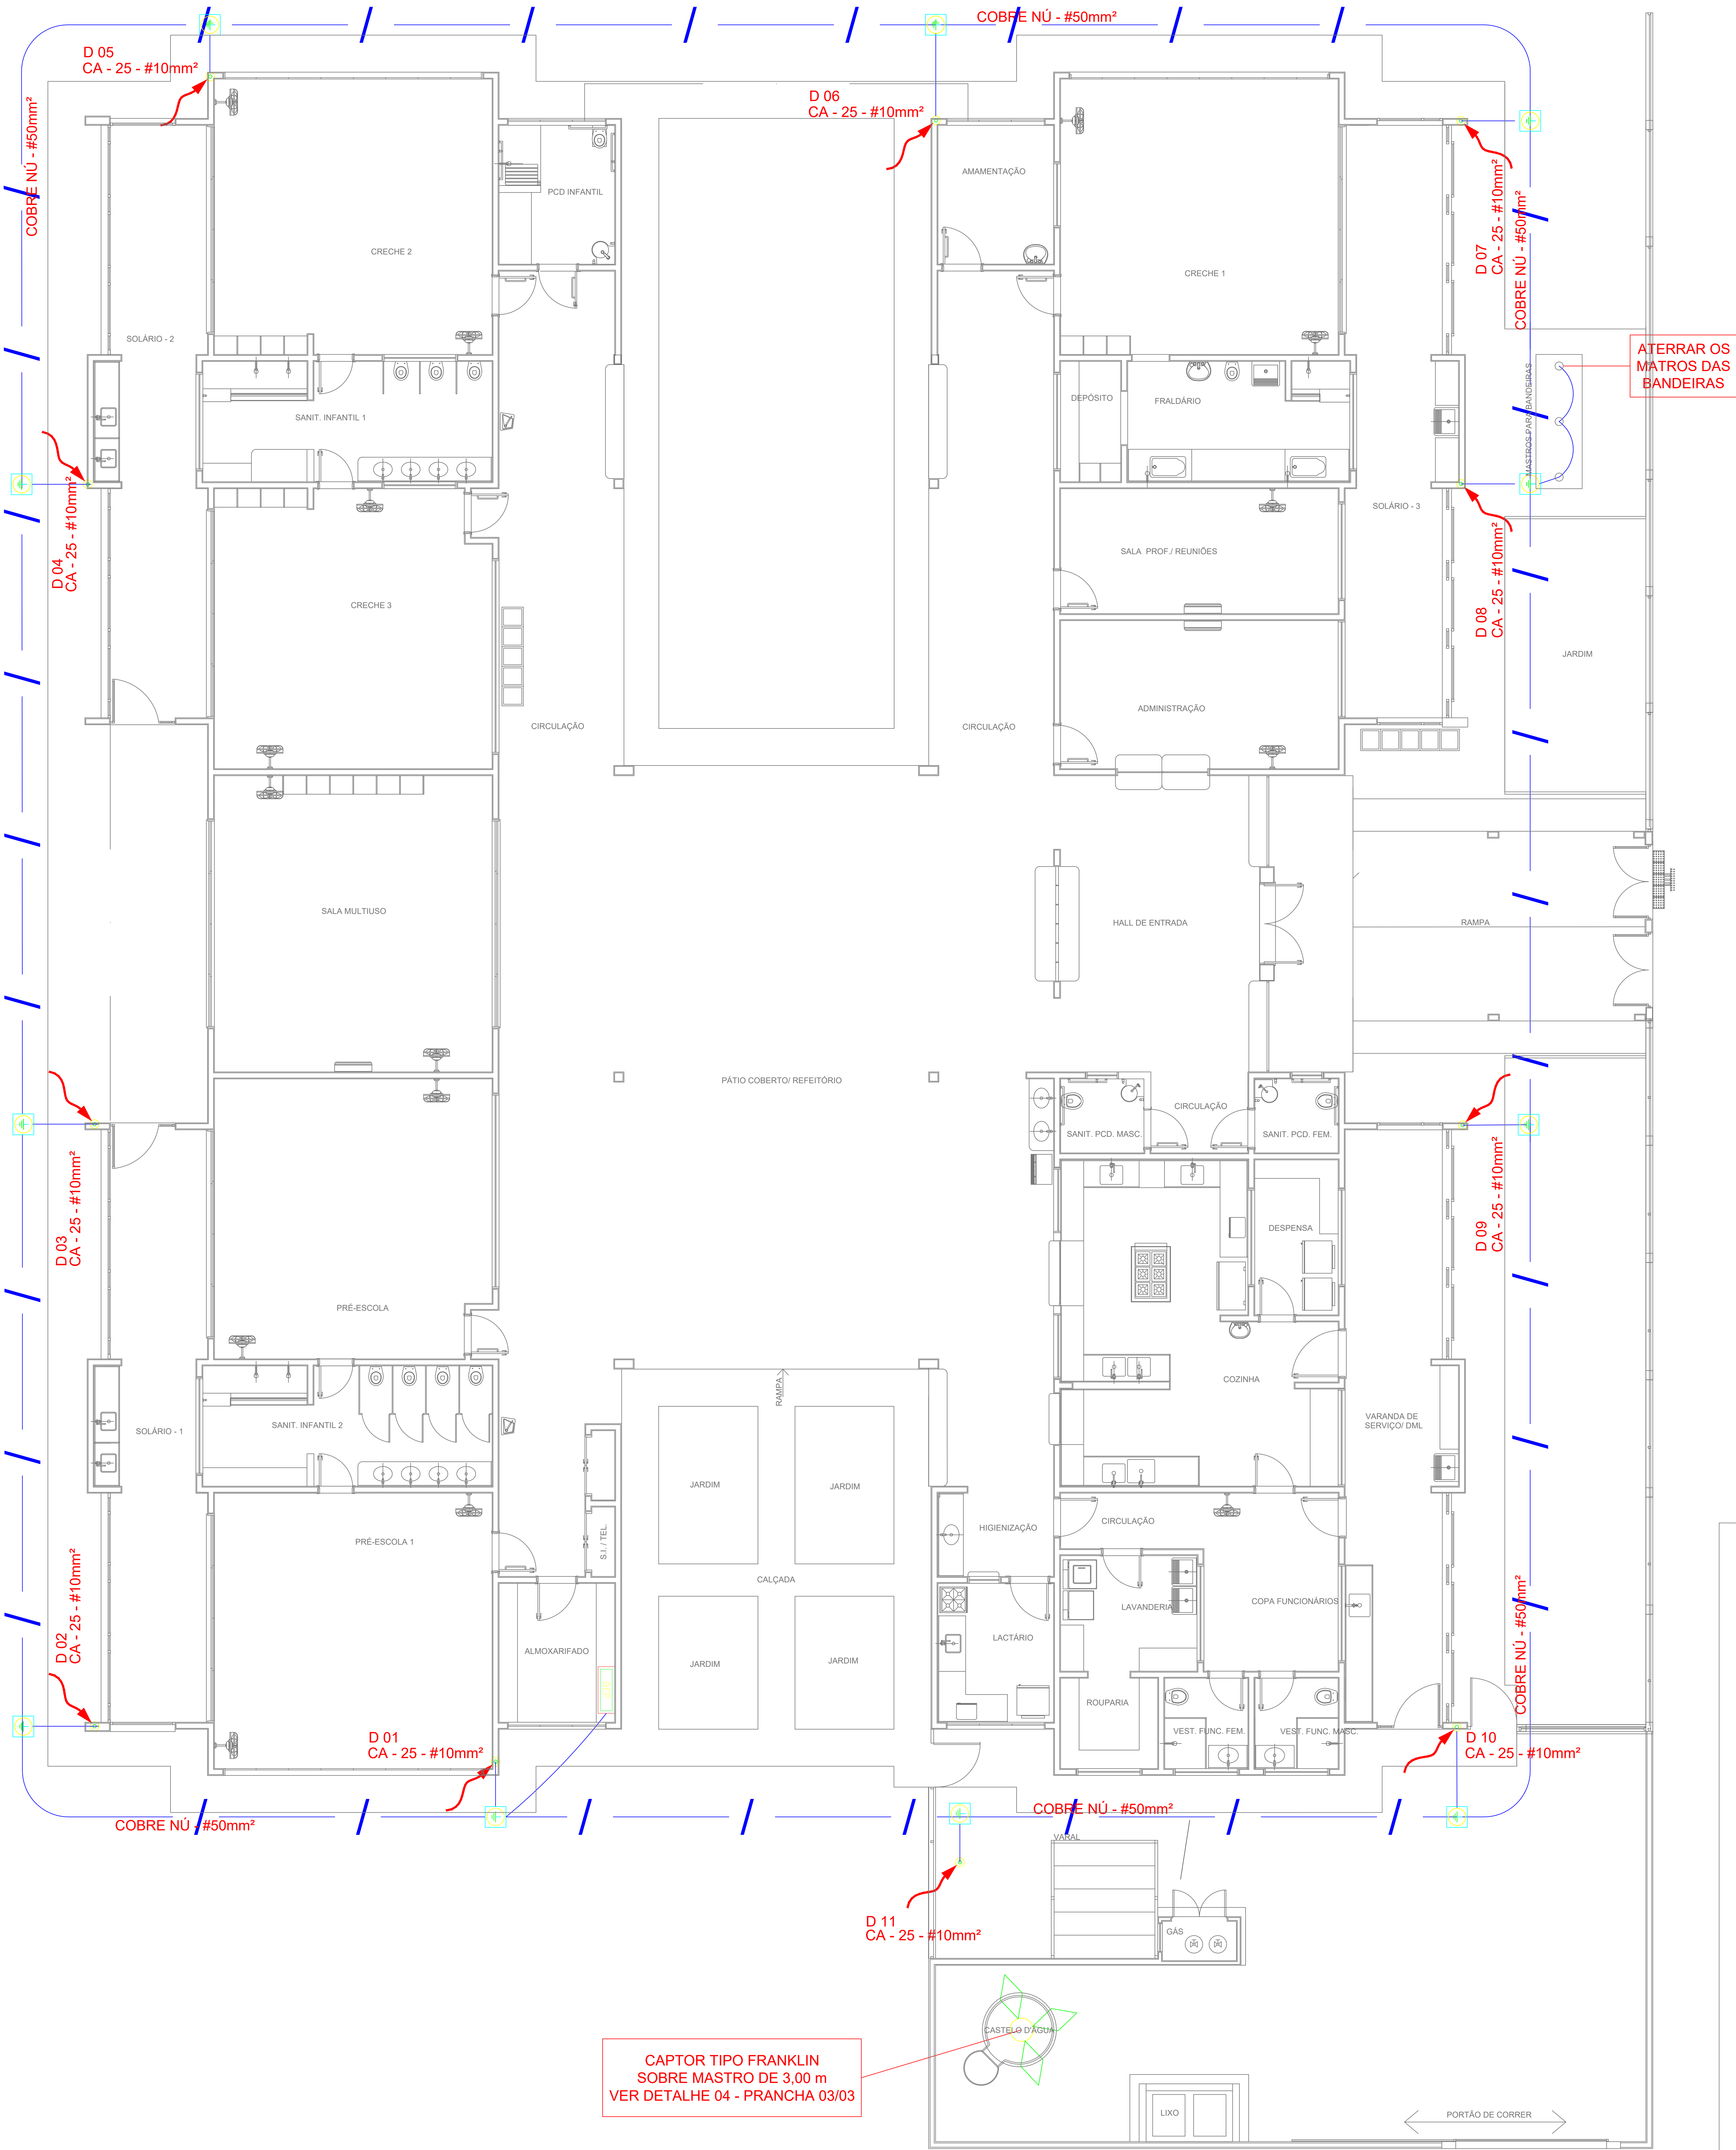 COBRE NÚ - #50mm²
D 05
CA - 25 - #10mm²
COBRE NÚ - #50mm²
D 06
CA - 25 - #10mm²
AMAMENTAÇÃO
PCD INFANTIL
CRECHE 2
CRECHE 1
D 07
CA - 25 - #10mm²
COBRE NÚ - #50mm²
SOLÁRIO - 2
ATERRAR OS
MATROS DAS
BANDEIRAS
MASTROS PARA BANDEIRAS
DEPÓSITO
FRALDÁRIO
SANIT. INFANTIL 1
SOLÁRIO - 3
D 04
CA - 25 - #10mm²
SALA PROF./ REUNIÕES
D 08
CA - 25 - #10mm²
CRECHE 3
JARDIM
ADMINISTRAÇÃO
CIRCULAÇÃO
CIRCULAÇÃO
SALA MULTIUSO
HALL DE ENTRADA
RAMPA
PÁTIO COBERTO/ REFEITÓRIO
CIRCULAÇÃO
SANIT. PCD. MASC.
SANIT. PCD. FEM.
D 03
CA - 25 - #10mm²
D 09
CA - 25 - #10mm²
DESPENSA
PRÉ-ESCOLA
COZINHA
RAMPA
VARANDA DE
SERVIÇO/ DML
SOLÁRIO - 1
SANIT. INFANTIL 2
JARDIM
JARDIM
HIGIENIZAÇÃO
CIRCULAÇÃO
PRÉ-ESCOLA 1
S.I. / TEL.
CALÇADA
D 02
CA - 25 - #10mm²
LAVANDERIA
COPA FUNCIONÁRIOS
COBRE NÚ - #50mm²
LACTÁRIO
ALMOXARIFADO
JARDIM
JARDIM
ROUPARIA
VEST. FUNC. FEM.
VEST. FUNC. MASC.
D 01
CA - 25 - #10mm²
D 10
CA - 25 - #10mm²
COBRE NÚ - #50mm²
COBRE NÚ - #50mm²
VARAL
D 11
CA - 25 - #10mm²
GÁS
CASTELO D'ÁGUA
CAPTOR TIPO FRANKLIN
SOBRE MASTRO DE 3,00 m
VER DETALHE 04 - PRANCHA 03/03
LIXO
PORTÃO DE CORRER